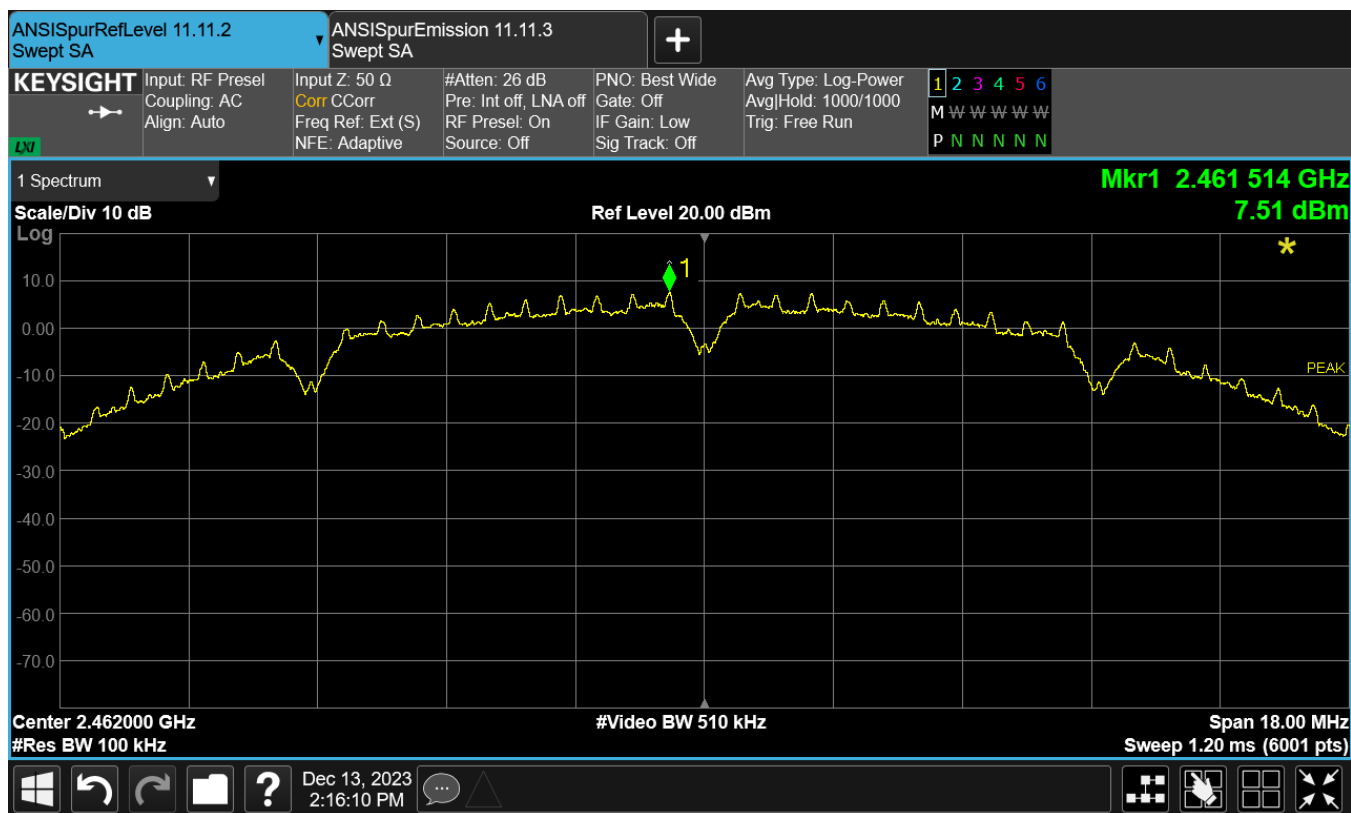 ANSISpurRefLevel 11.11.2
Swept SA
ANSISpurEmission 11.11.3
Swept SA
KEYSIGHT
LXI
Input: RF Presel
Coupling: AC
Align: Auto
Input Z: 50 Ω
Corr CCorr
Freq Ref: Ext (S)
NFE: Adaptive
#Atten: 26 dB
Pre: Int off, LNA off
RF Presel: On
Source: Off
PNO: Best Wide
Gate: Off
IF Gain: Low
Sig Track: Off
Avg Type: Log-Power
Avg|Hold: 1000/1000
Trig: Free Run
1 2 3 4 5 6
M W W W W W
P N N N N N
1 Spectrum
Mkr1 2.461 514 GHz
7.51 dBm
Scale/Div 10 dB
Ref Level 20.00 dBm
Log
1
10.0
0.00
-10.0
PEAK
-20.0
-30.0
-40.0
-50.0
-60.0
-70.0
Center 2.462000 GHz
#Video BW 510 kHz
Span 18.00 MHz
#Res BW 100 kHz
Sweep 1.20 ms (6001 pts)
Dec 13, 2023
2:16:10 PM